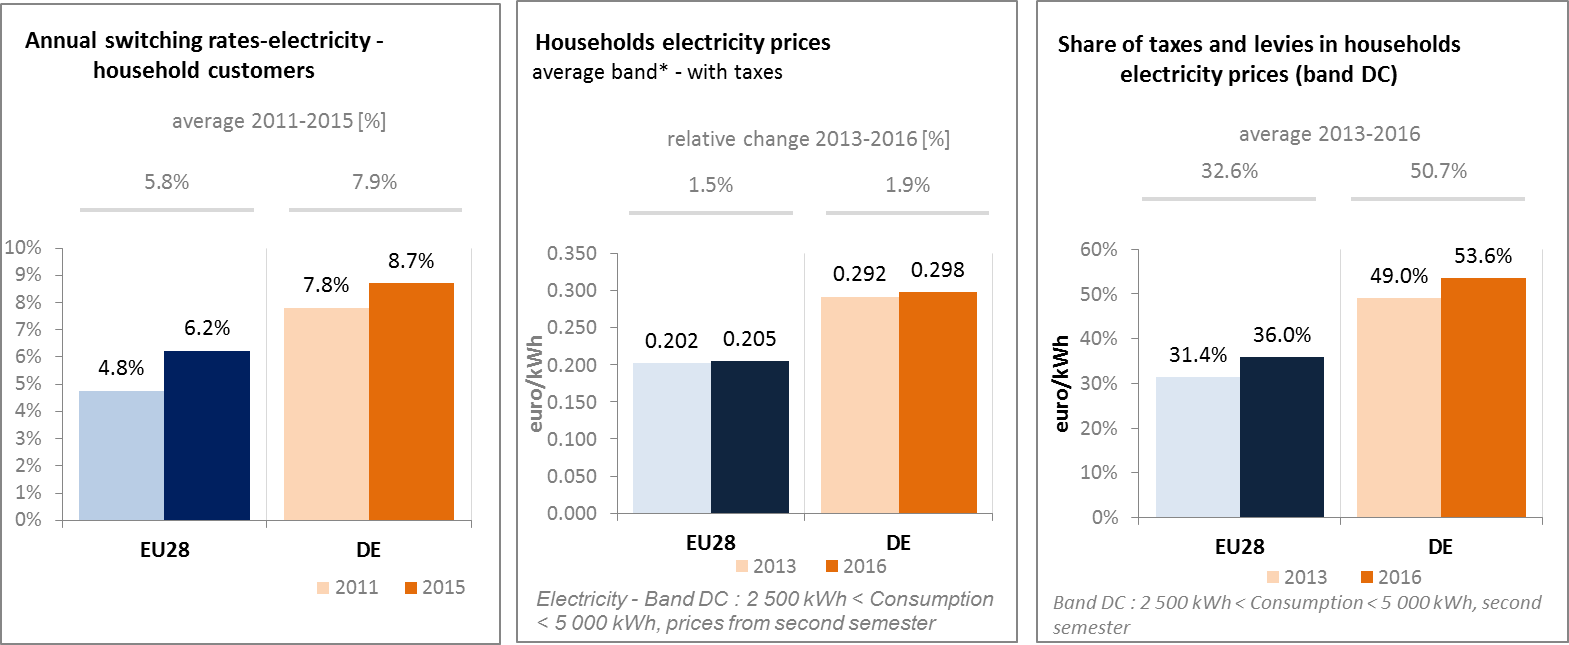 Annual switching rates-electricity -
household customers
average 2011-2015 [%]
5.8%
7.9%
10%
9%
8%
7%
6%
5%
4%
3%
2%
1%
0%
4.8%
6.2%
7.8%
8.7%
EU28
DE
2011
2015
Households electricity prices
average band* - with taxes
relative change 2013-2016 [%]
1.5%
1.9%
euro/kWh
0.350
0.300
0.250
0.200
0.150
0.100
0.050
0.000
0.202
0.205
0.292
0.298
EU28
DE
2013
2016
Electricity - Band DC : 2 500 kWh < Consumption
< 5 000 kWh, prices from second semester
Share of taxes and levies in households
electricity prices (band DC)
average 2013-2016
32.6%
50.7%
euro/kWh
60%
50%
40%
30%
20%
10%
0%
31.4%
36.0%
49.0%
53.6%
EU28
DE
2013
2016
Band DC : 2 500 kWh < Consumption < 5 000 kWh, second
semester